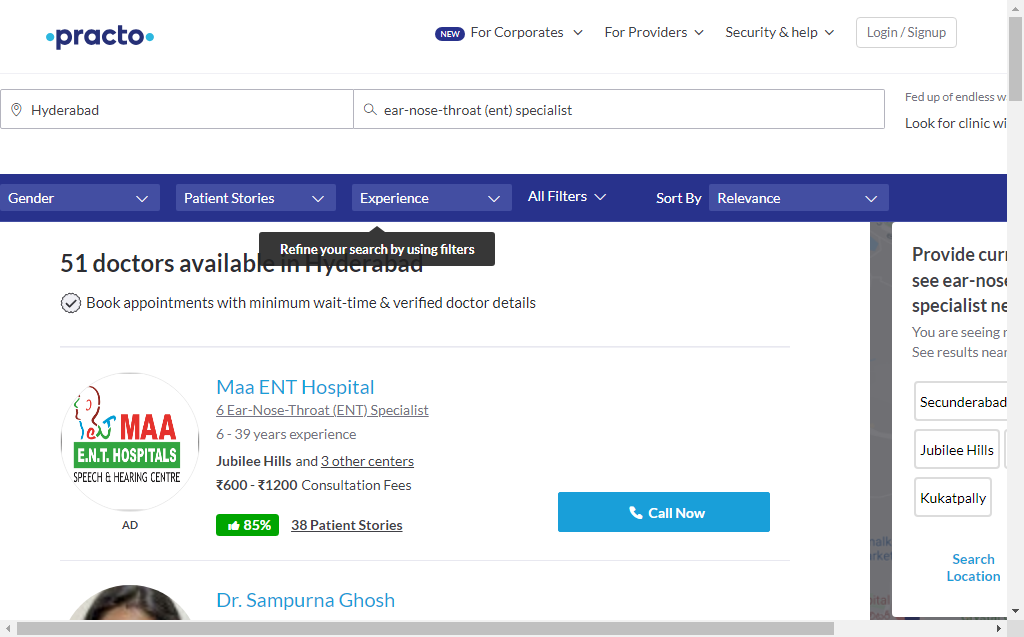 practo
NEW For Corporates
For Providers
Security & help
Login / Signup
Hyderabad
ear-nose-throat (ent) specialist
Fed up of endless w
Look for clinic wi
Gender
Patient Stories
Experience
All Filters
Sort By
Relevance
Refine your search by using filters
51 doctors available in Hyderabad
Book appointments with minimum wait-time & verified doctor details
MAA
E.N.T. HOSPITALS
SPEECH & HEARING CENTRE
AD
Maa ENT Hospital
6 Ear-Nose-Throat (ENT) Specialist
6 - 39 years experience
Jubilee Hills and 3 other centers
₹600 - ₹1200 Consultation Fees
85% 38 Patient Stories
Call Now
Dr. Sampurna Ghosh
Provide curr
see ear-nose
specialist ne
You are seeing r
See results near
Secunderabad
Jubilee Hills
Kukatpally
Search
Location